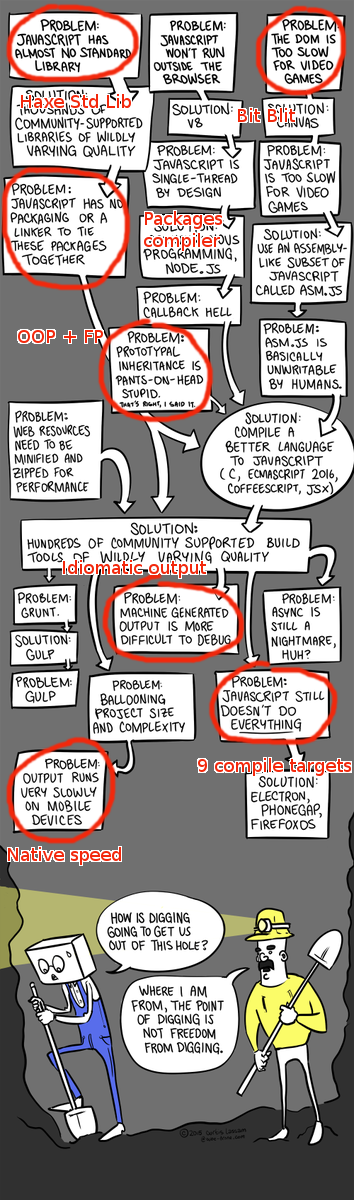 PROBLEM:
JAVASCRIPT HAS
ALMOST NO STANDARD
LIBRARY
PROBLEM:
JAVASCRIPT
WON'T RUN
OUTSIDE THE
BROWSER
PROBLEM:
THE DOM IS
TOO SLOW
FOR VIDEO
GAMES
Haxe Std Lib
SOLUTION:
THOUSANDS OF
COMMUNITY-SUPPORTED
LIBRARIES OF WILDLY
VARYING QUALITY
SOLUTION:
V8
Bit Blit
SOLUTION:
CANVAS
PROBLEM:
JAVASCRIPT IS
SINGLE-THREAD
BY DESIGN
PROBLEM:
JAVASCRIPT
IS TOO SLOW
FOR VIDEO
GAMES
PROBLEM:
JAVASCRIPT HAS NO
PACKAGING OR A
LINKER TO TIE
THESE PACKAGES
TOGETHER
Packages
compiler
SOLUTION:
PROGRAMMING,
NODE.JS
SOLUTION:
USE AN ASSEMBLY-
LIKE SUBSET OF
JAVASCRIPT
CALLED ASM.JS
PROBLEM:
CALLBACK HELL
OOP + FP
PROBLEM:
PROTOTYPAL
INHERITANCE IS
PANTS-ON-HEAD
STUPID.
THAT'S RIGHT, I SAID IT.
PROBLEM:
ASM.JS IS
BASICALLY
UNWRITABLE
BY HUMANS.
PROBLEM:
WEB RESOURCES
NEED TO BE
MINIFIED AND
ZIPPED FOR
PERFORMANCE
SOLUTION:
COMPILE A
BETTER LANGUAGE
TO JAVASCRIPT
(C, ECMASCRIPT 2016,
COFFEESCRIPT, JSX)
SOLUTION:
HUNDREDS OF COMMUNITY SUPPORTED BUILD
TOOLS OF WILDLY VARYING QUALITY
Idiomatic output
PROBLEM:
GRUNT.
SOLUTION:
GULP
PROBLEM:
GULP
PROBLEM:
MACHINE GENERATED
OUTPUT IS MORE
DIFFICULT TO DEBUG
PROBLEM:
ASYNC IS
STILL A
NIGHTMARE,
HUH?
PROBLEM:
BALLOONING
PROJECT SIZE
AND COMPLEXITY
PROBLEM:
JAVASCRIPT STILL
DOESN'T DO
EVERYTHING
PROBLEM:
OUTPUT RUNS
VERY SLOWLY
ON MOBILE
DEVICES
9 compile targets
SOLUTION:
ELECTRON,
PHONEGAP,
FIREFOXOS
Native speed
HOW IS DIGGING
GOING TO GET US
OUT OF THIS HOLE?
WHERE I AM
FROM, THE POINT
OF DIGGING IS
NOT FREEDOM
FROM DIGGING.